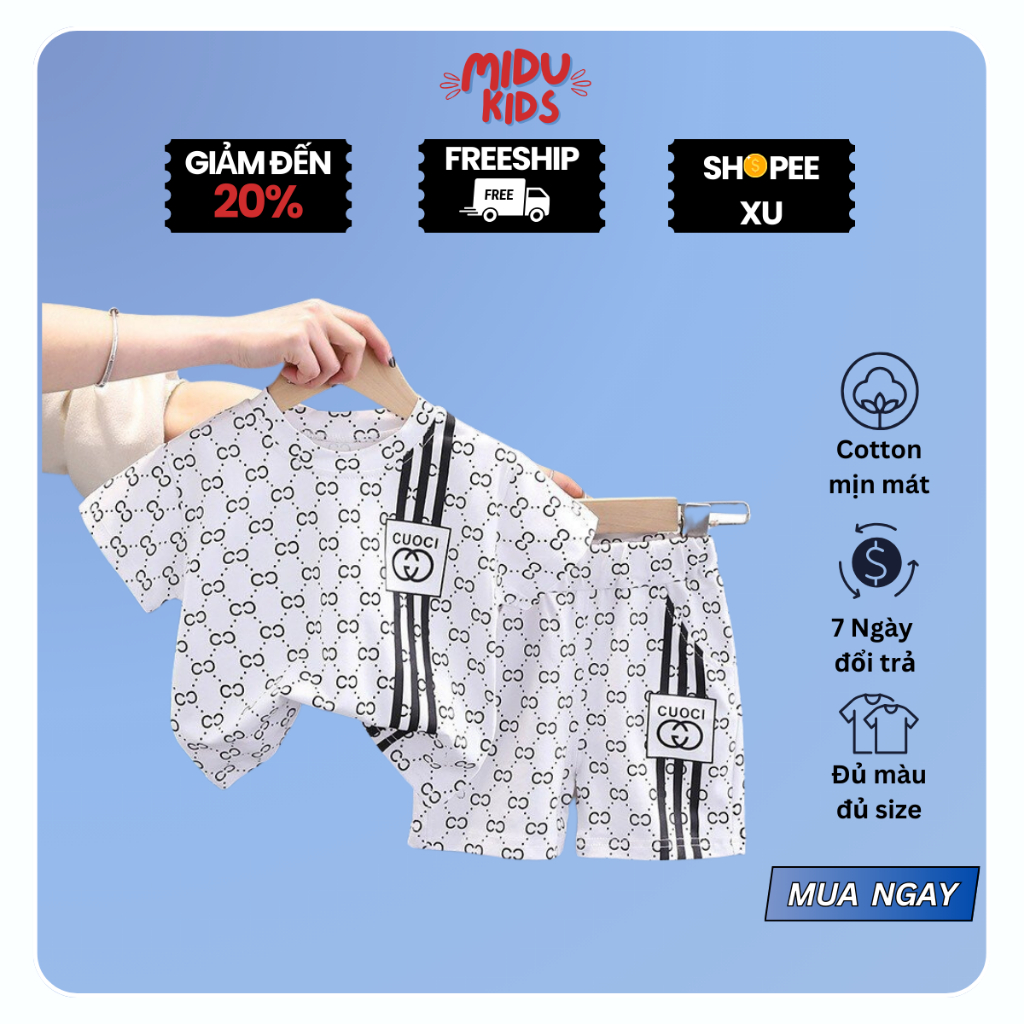 MIDU
KIDS
GIẢM ĐẾN
20%
FREESHIP
FREE
SHOPEE
XU
CUOCI
CUOCI
Cotton
mịn mát
7 Ngày
đổi trả
Đủ màu
đủ size
MUA NGAY